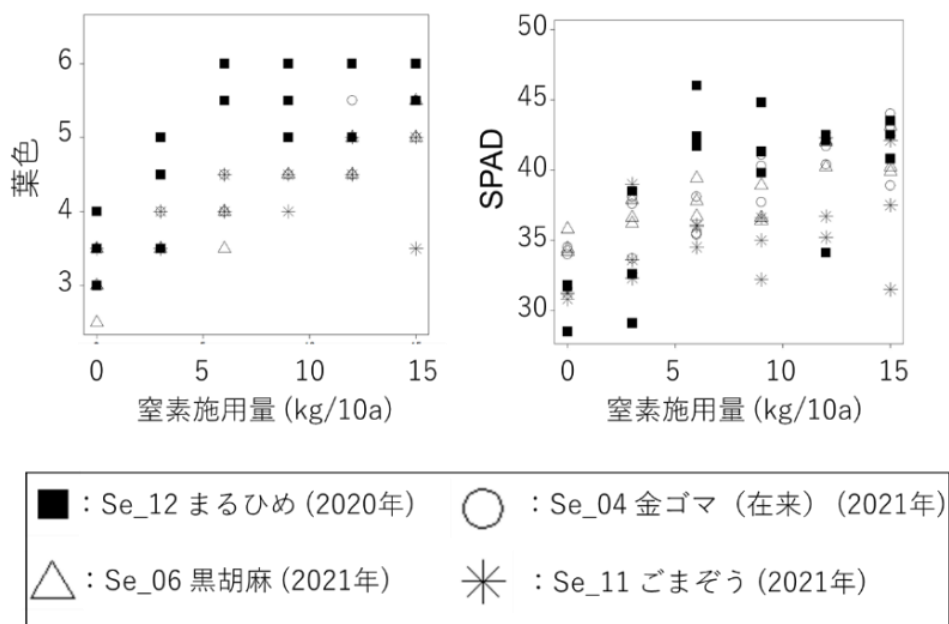 葉色
6
5
4
3
0
5
10
15
窒素施用量 (kg/10a)
SPAD
50
45
40
35
30
0
5
10
15
窒素施用量 (kg/10a)
：Se_12 まるひめ (2020年)
：Se_04 金ゴマ（在来） (2021年)
：Se_06 黒胡麻 (2021年)
：Se_11 ごまぞう (2021年)